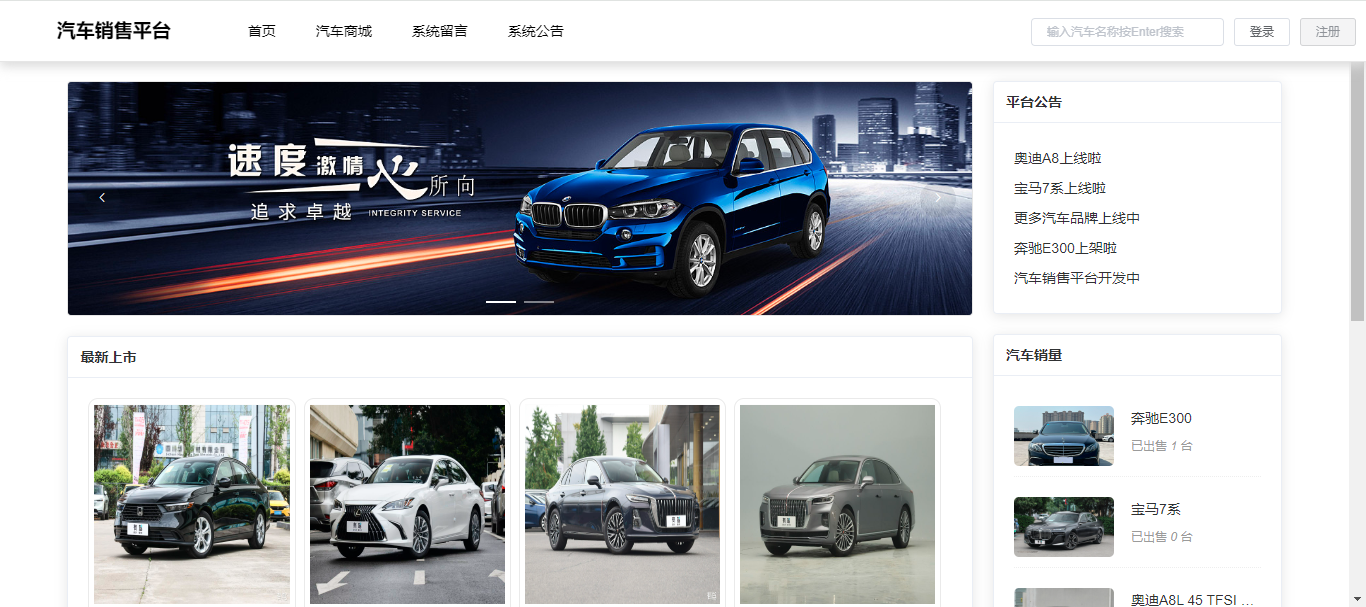 汽车销售平台 首页 汽车商城 系统留言 系统公告 输入汽车名称按Enter搜索 登录 注册
速度激情 心所向
追求卓越 INTEGRITY SERVICE
平台公告
奥迪A8上线啦
宝马7系上线啦
更多汽车品牌上线中
奔驰E300上架啦
汽车销售平台开发中
最新上市
汽车销量
奔驰E300
已出售 1 台
宝马7系
已出售 0 台
奥迪A8L 45 TFSI ...